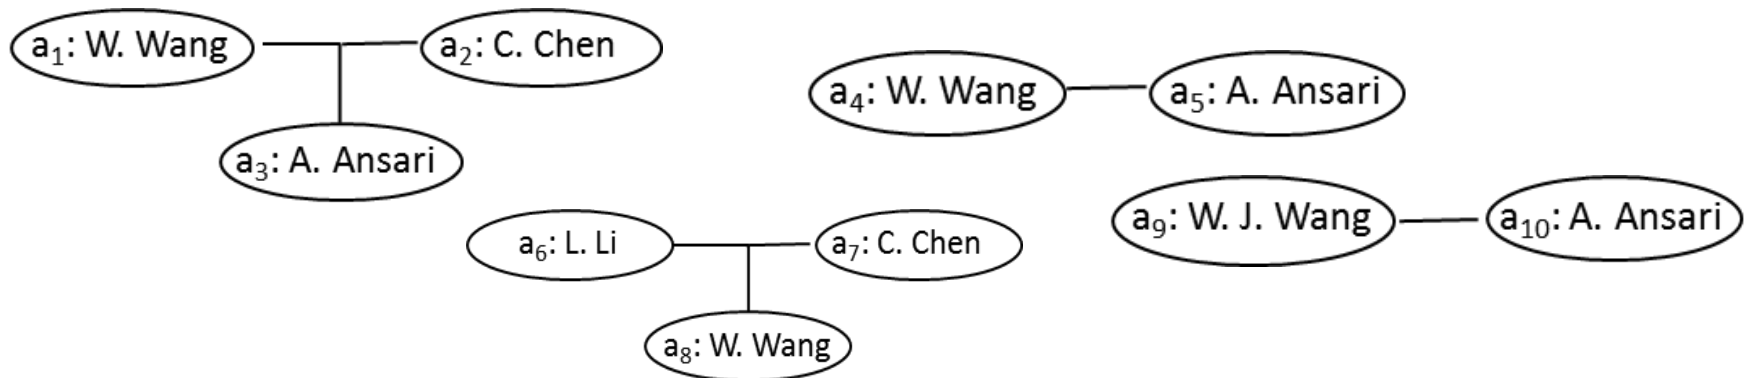 a₁: W. Wang
a₂: C. Chen
a₃: A. Ansari
a₄: W. Wang
a₅: A. Ansari
a₆: L. Li
a₇: C. Chen
a₈: W. Wang
a₉: W. J. Wang
a₁₀: A. Ansari